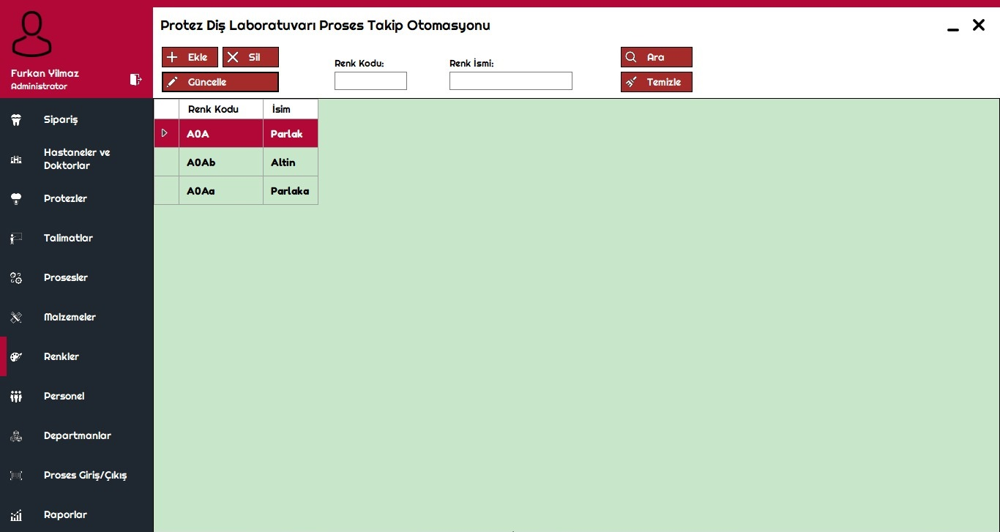 Protez Diş Laboratuvarı Proses Takip Otomasyonu
Furkan Yilmaz
Administrator
Ekle
Sil
Güncelle
Renk Kodu:
Renk İsmi:
Ara
Temizle
Sipariş
Hastaneler ve
Doktorlar
Protezler
Talimatlar
Prosesler
Malzemeler
Renkler
Personel
Departmanlar
Proses Giriş/Çıkış
Raporlar
Renk Kodu İsim
A0A Parlak
A0Ab Altin
A0Aa Parlaka